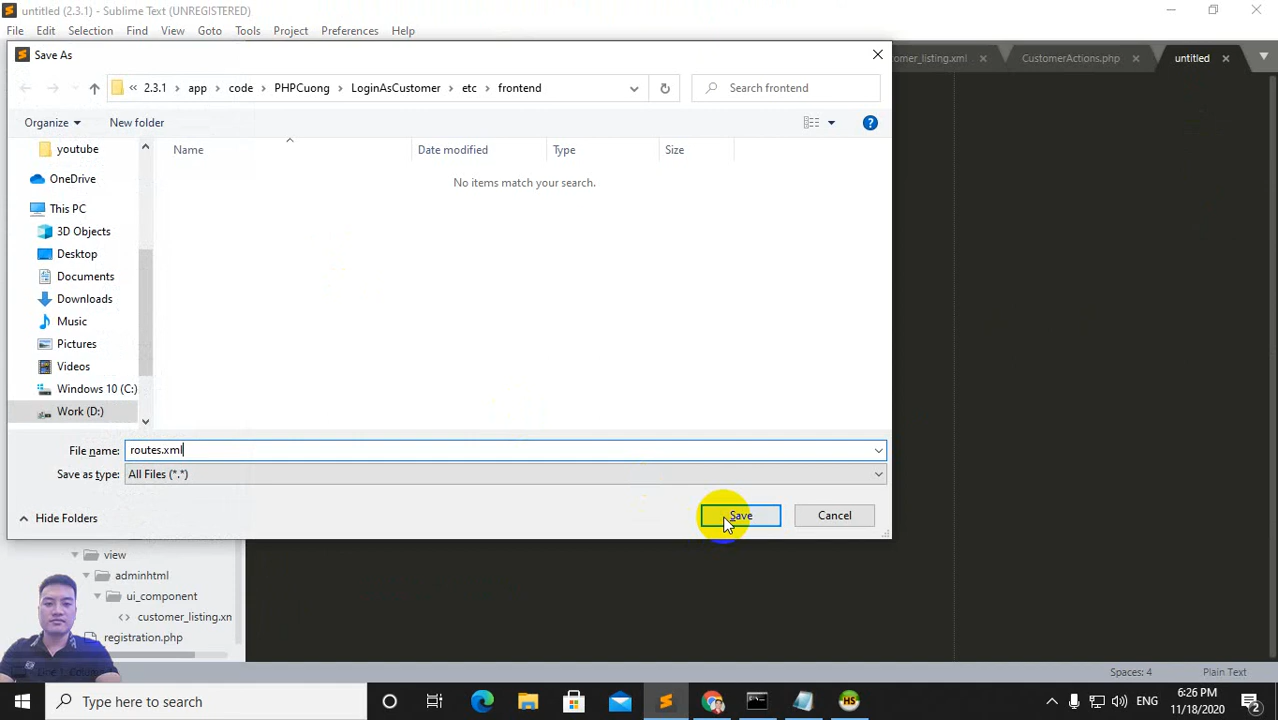 untitled (2.3.1) - Sublime Text (UNREGISTERED)
File Edit Selection Find View Goto Tools Project Preferences Help
Save As
omer_listing.xml
CustomerActions.php
untitled
« 2.3.1 app code PHPCuong LoginAsCustomer etc frontend
Search frontend
Organize
New folder
Name
Date modified
Type
Size
No items match your search.
youtube
OneDrive
This PC
3D Objects
Desktop
Documents
Downloads
Music
Pictures
Videos
Windows 10 (C:)
Work (D:)
File name: routes.xml
Save as type: All Files (*.*)
Hide Folders
Save
Cancel
view
adminhtml
ui_component
<> customer_listing.xn
registration.php
Spaces: 4
Plain Text
Type here to search
ENG
6:26 PM
11/18/2020
2